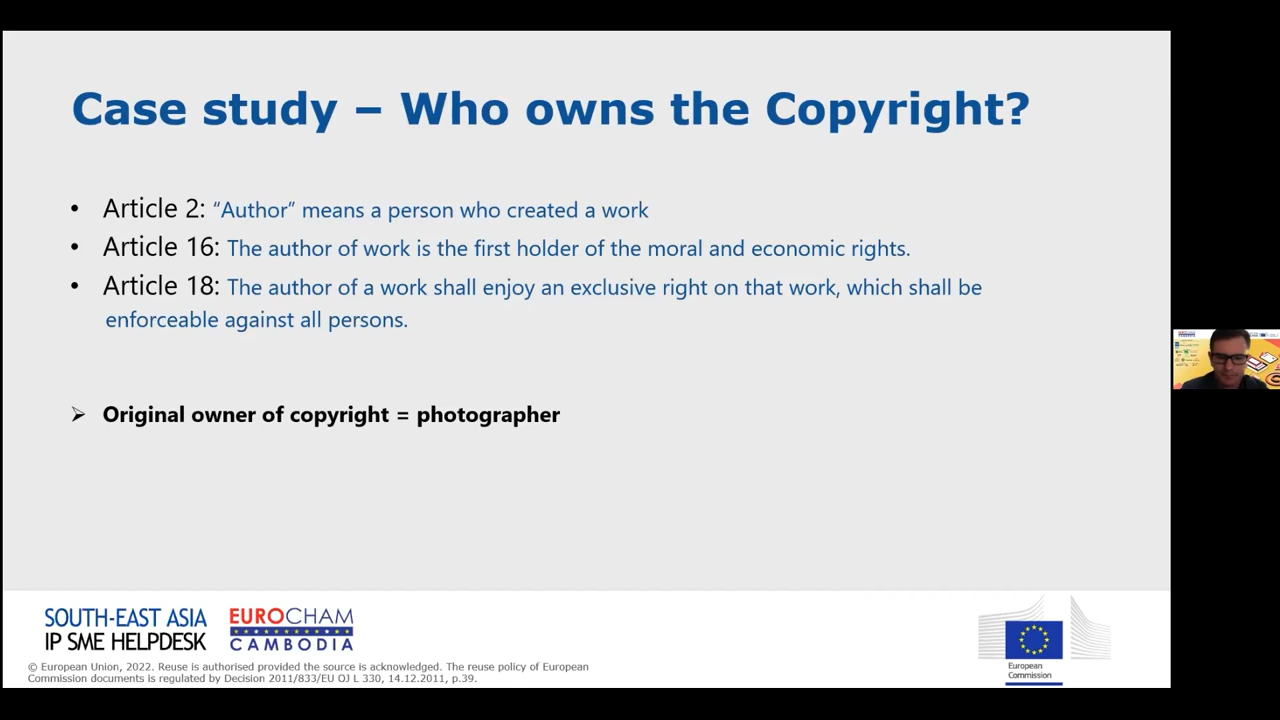 Case study – Who owns the Copyright?
• Article 2: “Author” means a person who created a work
• Article 16: The author of work is the first holder of the moral and economic rights.
• Article 18: The author of a work shall enjoy an exclusive right on that work, which shall be
enforceable against all persons.
➢ Original owner of copyright = photographer
SOUTH-EAST ASIA
IP SME HELPDESK
EUROCHAM
CAMBODIA
European
Commission
© European Union, 2022. Reuse is authorised provided the source is acknowledged. The reuse policy of European
Commission documents is regulated by Decision 2011/833/EU OJ L 330, 14.12.2011, p.39.